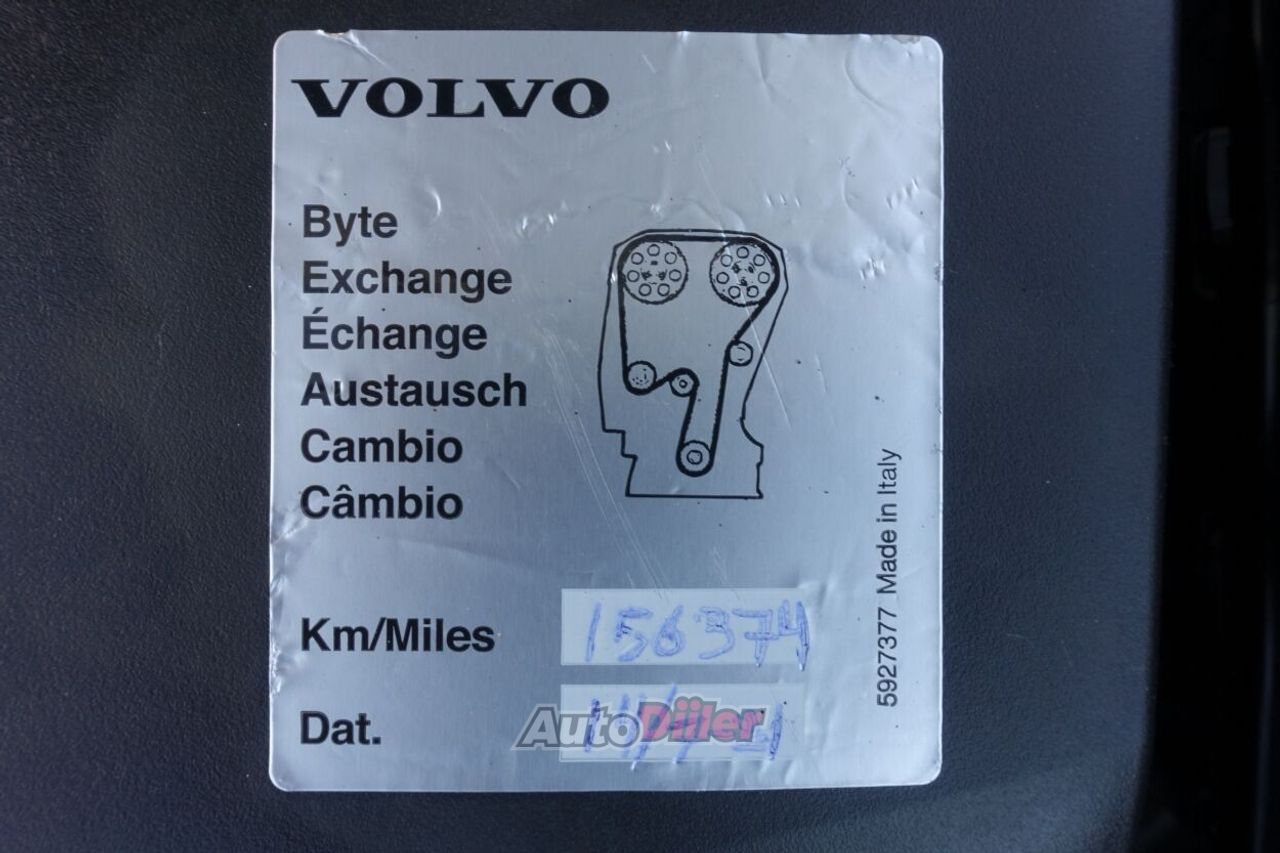 VOLVO
Byte
Exchange
Échange
Austausch
Cambio
Câmbio
Km/Miles 156374
Dat.
AutoDiiler
5927377 Made in Italy